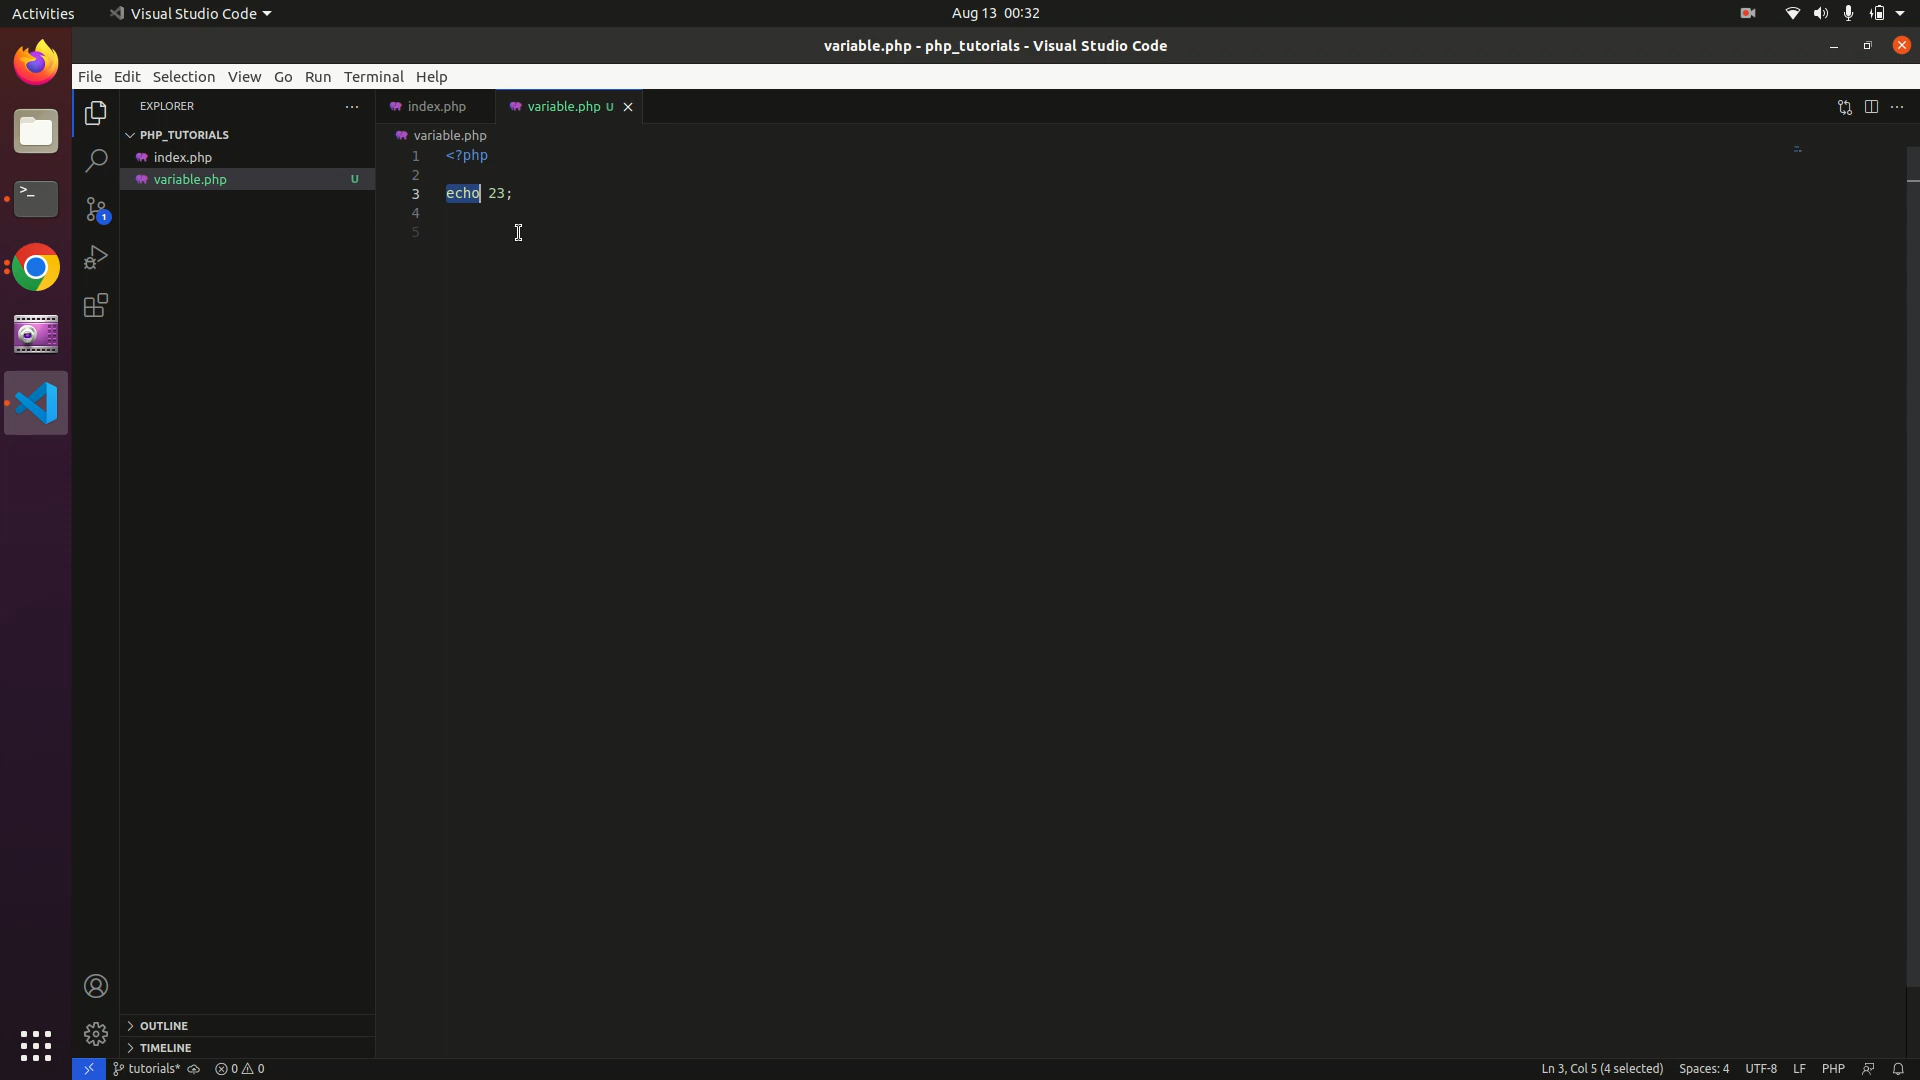 Activities
Visual Studio Code
Aug 13 00:32
variable.php - php_tutorials - Visual Studio Code
File Edit Selection View Go Run Terminal Help
EXPLORER
index.php
variable.php U
PHP_TUTORIALS
index.php
variable.php U
variable.php
1 <?php
2
3 echo 23;
4
5
1
OUTLINE
TIMELINE
tutorials* 0 0
Ln 3, Col 5 (4 selected) Spaces: 4 UTF-8 LF PHP